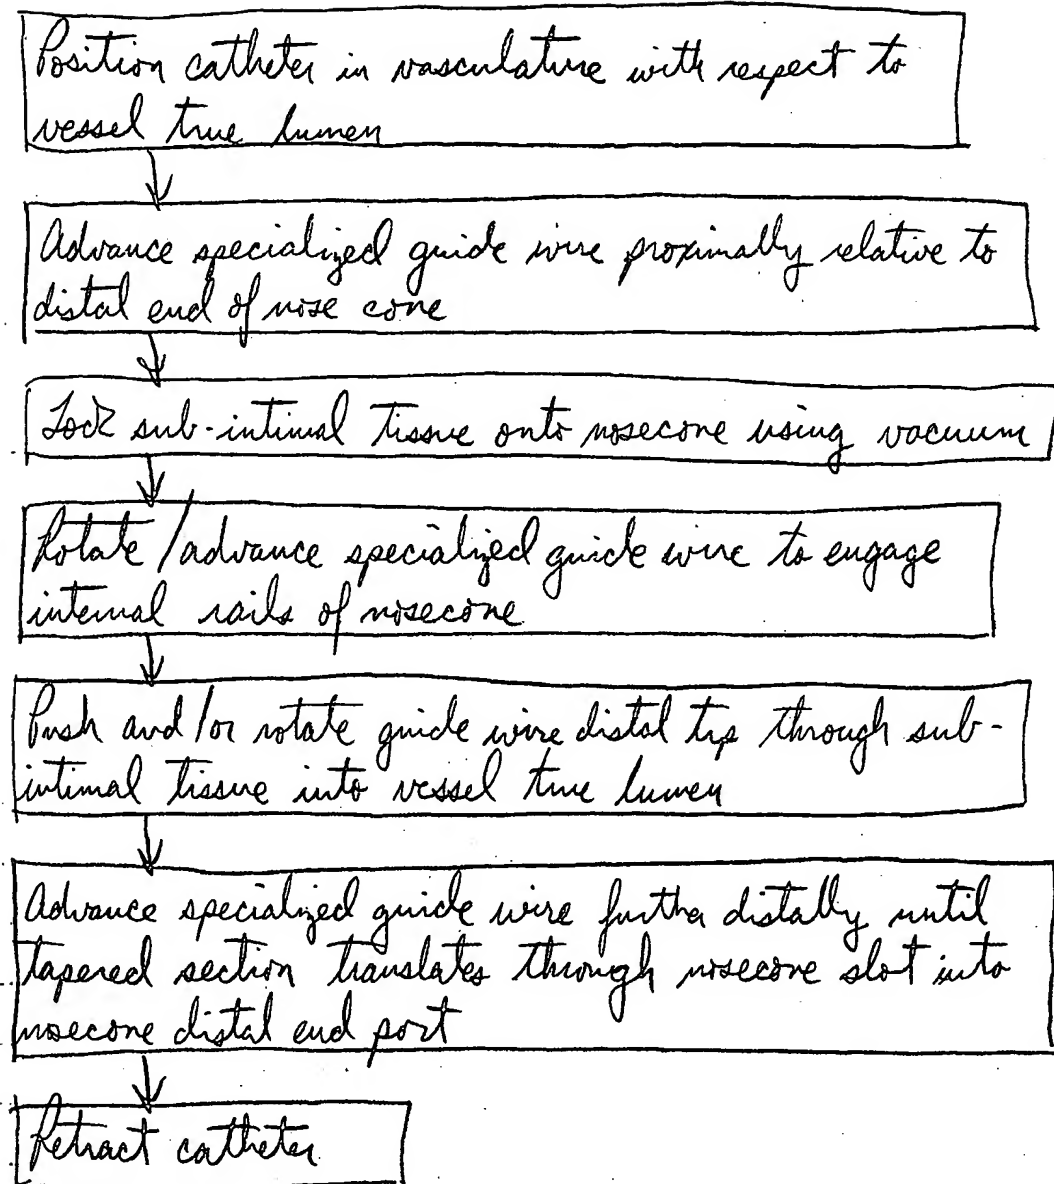 Position catheter in vasculature with respect to
vessel true lumen
Advance specialized guide wire proximally relative to
distal end of nose cone
Lock sub-intimal tissue onto nosecone using vacuum
Rotate/advance specialized guide wire to engage
internal rails of nosecone
Push and/or rotate guide wire distal tip through sub-
intimal tissue into vessel true lumen
Advance specialized guide wire further distally until
tapered section translates through nosecone slot into
nosecone distal end port
Retract catheter